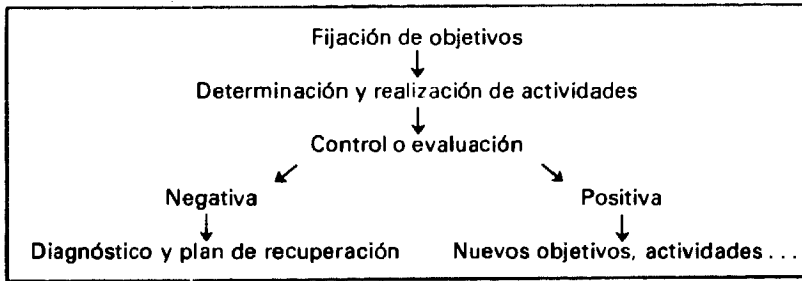 Fijación de objetivos
Determinación y realización de actividades
Control o evaluación
Negativa Positiva
Diagnóstico y plan de recuperación Nuevos objetivos, actividades . . .